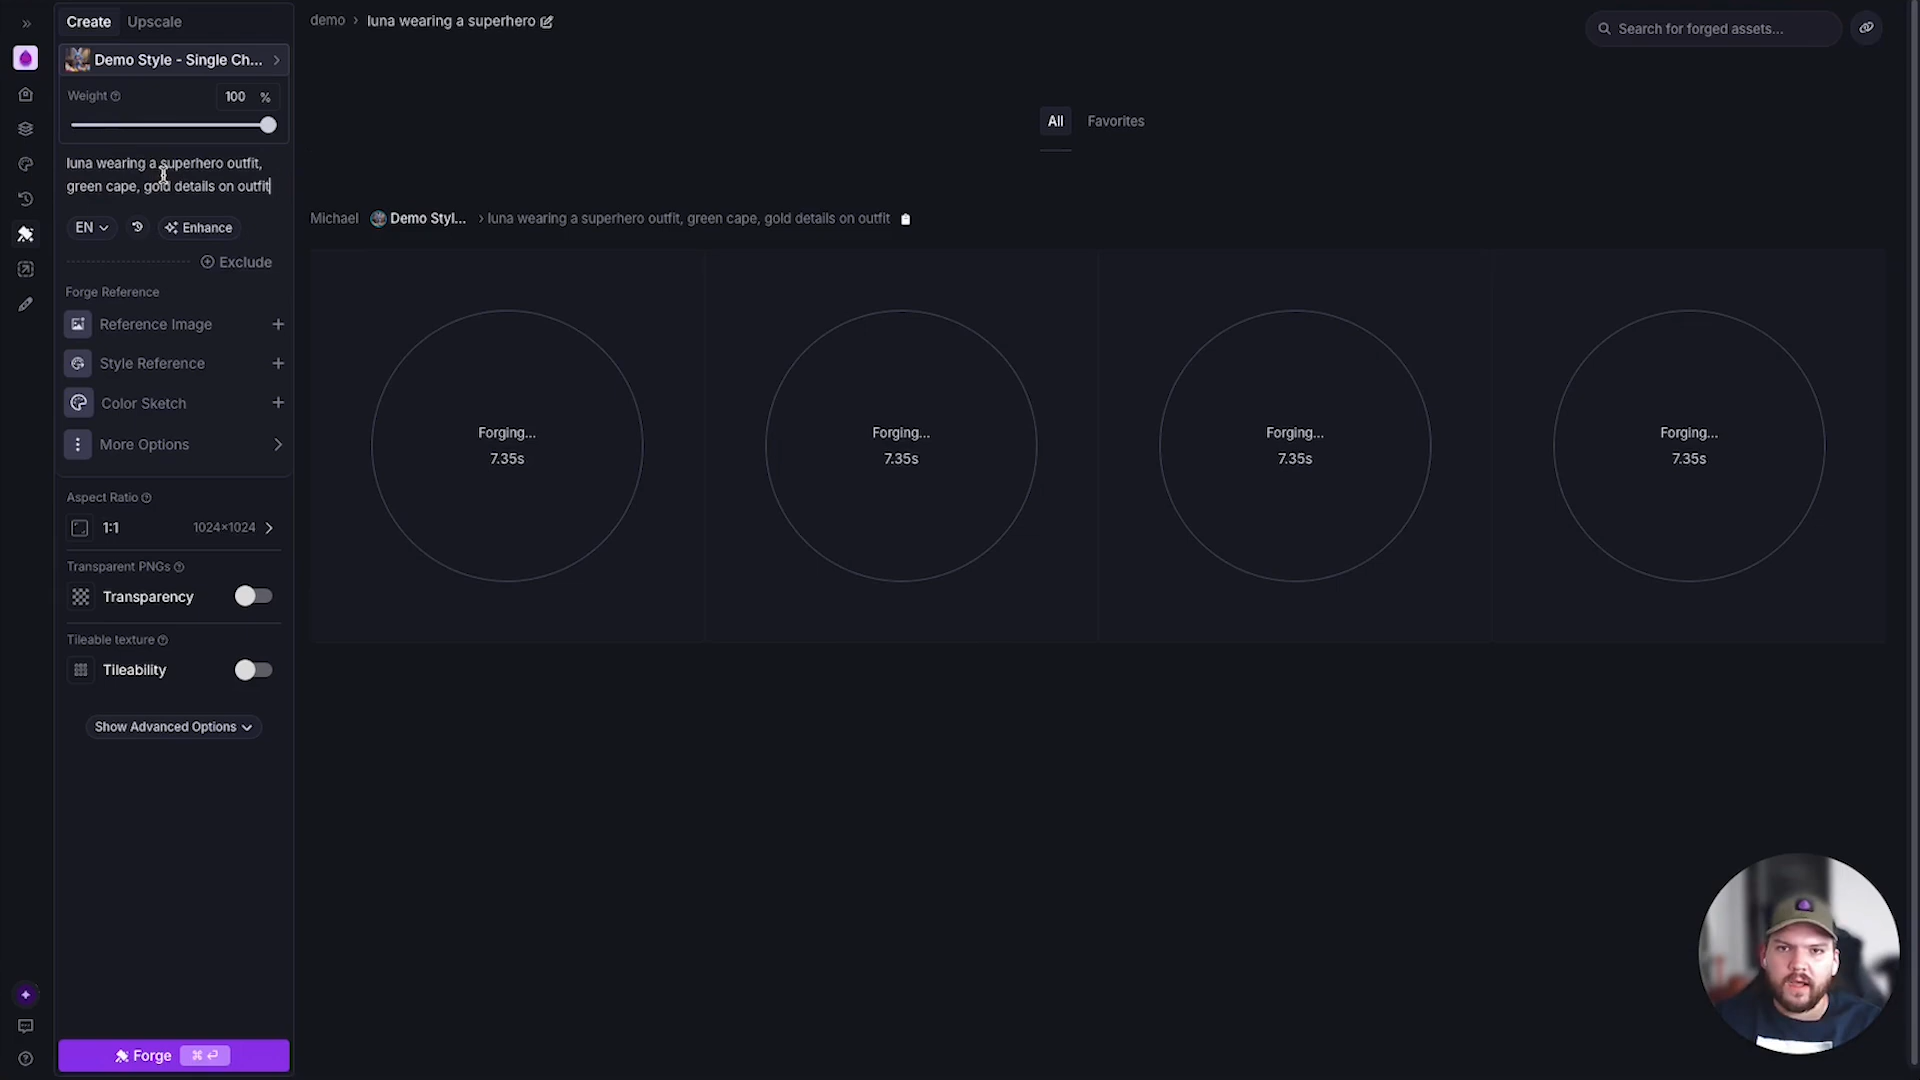 Create Upscale
Demo Style - Single Ch...
Weight 100 %
luna wearing a superhero outfit,
green cape, gold details on outfit
EN Enhance
Exclude
Forge Reference
Reference Image
Style Reference
Color Sketch
More Options
Aspect Ratio
1:1 1024×1024
Transparent PNGs
Transparency
Tileable texture
Tileability
Show Advanced Options
Forge ⌘ ⏎
demo › luna wearing a superhero
Search for forged assets...
All Favorites
Michael Demo Styl... › luna wearing a superhero outfit, green cape, gold details on outfit
Forging... Forging... Forging... Forging...
7.35s 7.35s 7.35s 7.35s